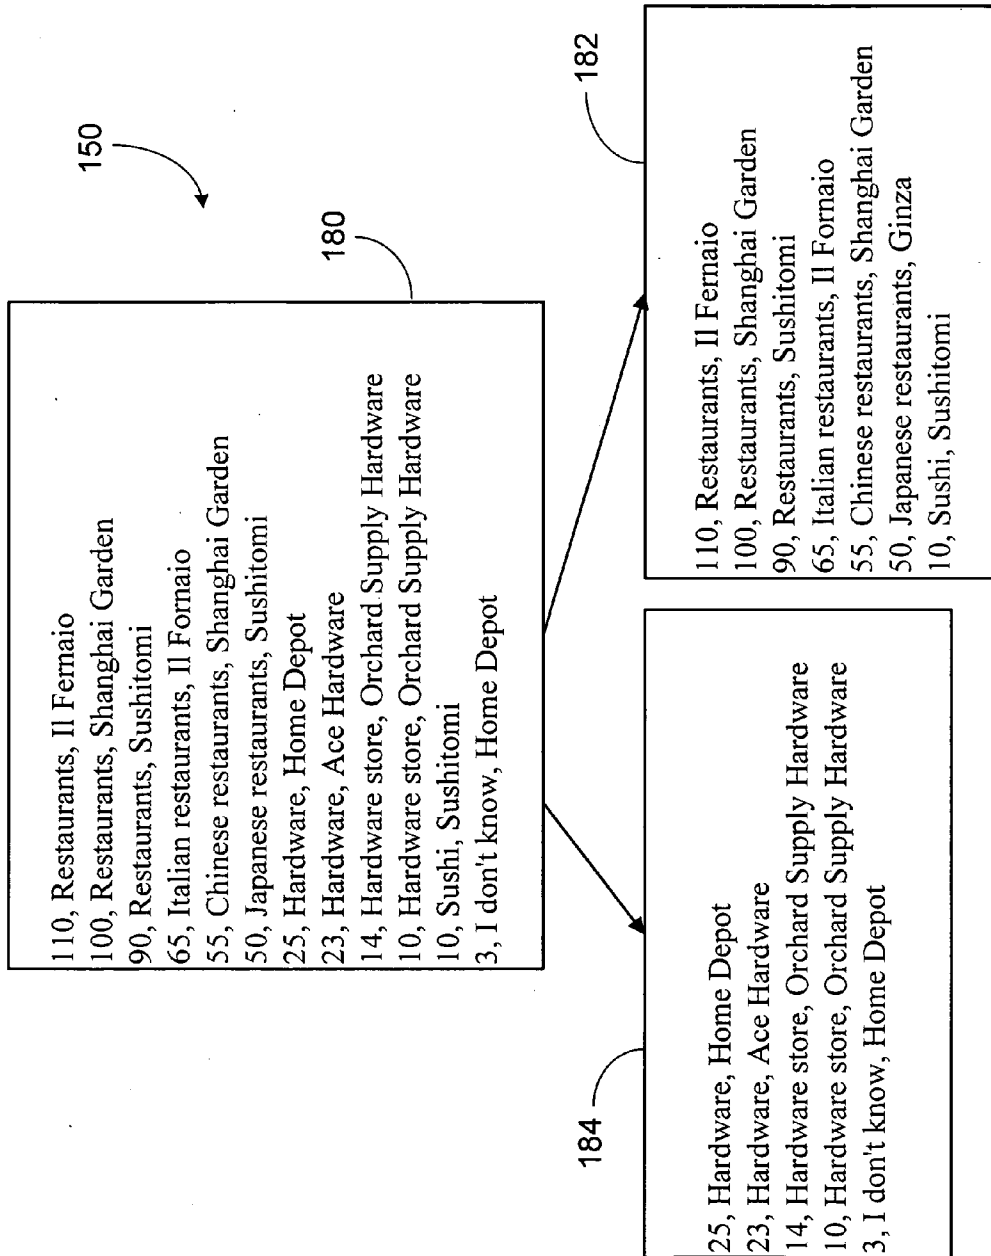 150
180
110, Restaurants, Il Fernaio
100, Restaurants, Shanghai Garden
90, Restaurants, Sushitomi
65, Italian restaurants, Il Fornaio
55, Chinese restaurants, Shanghai Garden
50, Japanese restaurants, Sushitomi
25, Hardware, Home Depot
23, Hardware, Ace Hardware
14, Hardware store, Orchard Supply Hardware
10, Hardware store, Orchard Supply Hardware
10, Sushi, Sushitomi
3, I don't know, Home Depot
184
25, Hardware, Home Depot
23, Hardware, Ace Hardware
14, Hardware store, Orchard Supply Hardware
10, Hardware store, Orchard Supply Hardware
3, I don't know, Home Depot
182
110, Restaurants, Il Fernaio
100, Restaurants, Shanghai Garden
90, Restaurants, Sushitomi
65, Italian restaurants, Il Fornaio
55, Chinese restaurants, Shanghai Garden
50, Japanese restaurants, Ginza
10, Sushi, Sushitomi